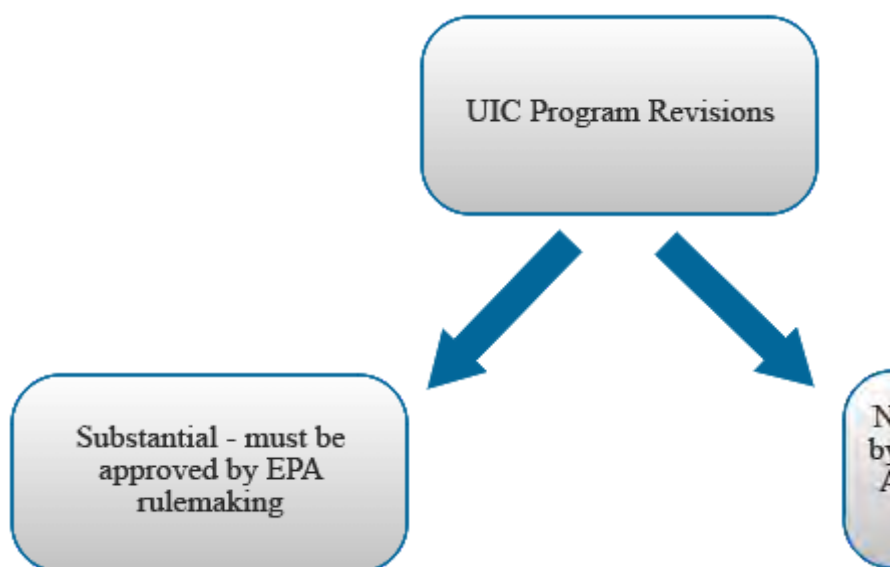 UIC Program Revisions
Substantial - must be
approved by EPA
rulemaking